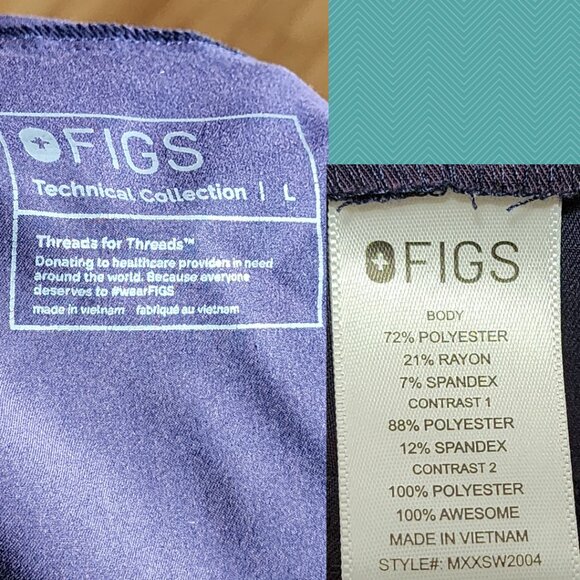 FIGS
Technical Collection | L
Threads for Threads™
Donating to healthcare providers in need
around the world. Because everyone
deserves to #wearFIGS
made in vietnam fabriqué au vietnam
FIGS
BODY
72% POLYESTER
21% RAYON
7% SPANDEX
CONTRAST 1
88% POLYESTER
12% SPANDEX
CONTRAST 2
100% POLYESTER
100% AWESOME
MADE IN VIETNAM
STYLE#: MXXSW2004